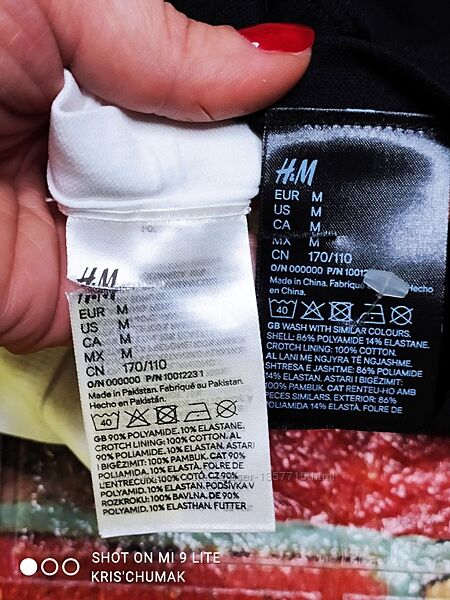 H&M
EUR M
US M
CA M
MX M
CN 170/110
O/N 000000 P/N 1001223 1
Made in Pakistan. Fabriqué au Pakistan.
Hecho en Pakistán.
40
GB 90% POLYAMIDE. 10% ELASTANE.
CROTCH LINING: 100% COTTON. AL
90% POLIAMID. 10% ELASTAN. ASTARI
I BIGËZIMIT: 100% PAMBUK. CAT 90%
POLIAMIDA. 10% ELASTÀ. FOLRE DE
L'ENTRECUIX: 100% COTÓ. CZ 90%
POLYAMID. 10% ELASTAN. PODŠÍVKA V
ROZKROKU: 100% BAVLNA. DE 90%
POLYAMID. 10% ELASTHAN. FUTTER
H&M
EUR M
US M
CA M
MX M
CN 170/110
O/N 000000 P/N 1001
Made in China. Fabriqué Hecho
en China.
40
GB WASH WITH SIMILAR COLOURS.
SHELL: 86% POLYAMIDE 14% ELASTANE.
CROTCH LINING: 100% COTTON.
AL LANI ME NGJYRA TË NGJASHME.
SHTRESA E JASHTME: 86% POLIAMID
14% ELASTAN. ASTARI I BIGËZIMIT:
100% PAMBUK. CAT RENTEU-HO AMB
SIMILARS. EXTERIOR: 86%
POLIAMIDA 14% ELASTÀ. FOLRE DE
SHOT ON MI 9 LITE
KRIS'CHUMAK